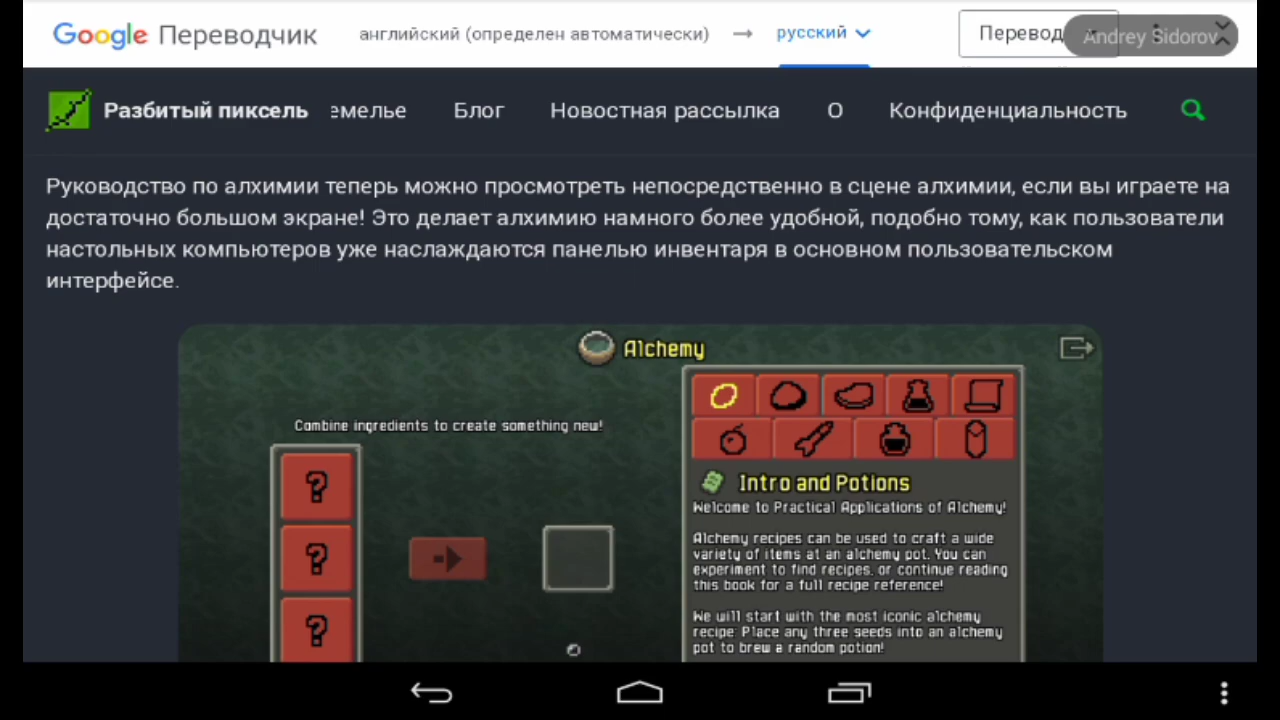 Google Переводчик английский (определен автоматически) → русский Перевод Andrey Sidorov
Разбитый пиксель емелье Блог Новостная рассылка О Конфиденциальность
Руководство по алхимии теперь можно просмотреть непосредственно в сцене алхимии, если вы играете на
достаточно большом экране! Это делает алхимию намного более удобной, подобно тому, как пользователи
настольных компьютеров уже наслаждаются панелью инвентаря в основном пользовательском
интерфейсе.
Alchemy
Combine ingredients to create something new!
?
?
?
Intro and Potions
Welcome to Practical Applications of Alchemy!
Alchemy recipes can be used to craft a wide
variety of items at an alchemy pot. You can
experiment to find recipes, or continue reading
this book for a full recipe reference!
We will start with the most iconic alchemy
recipe: Place any three seeds into an alchemy
pot to brew a random potion!